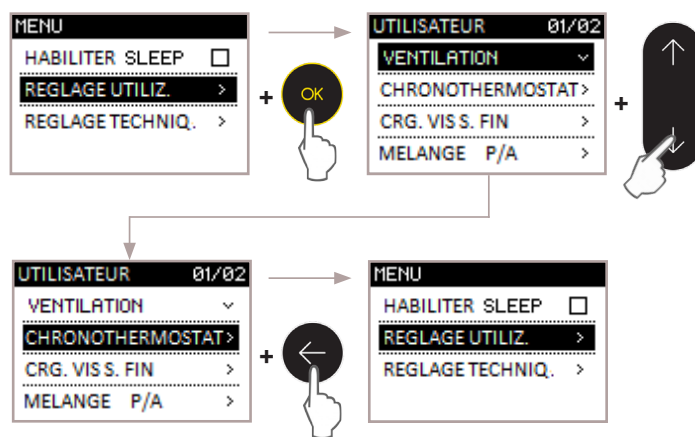 MENU
HABILITER SLEEP
REGLAGE UTILIZ. >
REGLAGE TECHNIQ. >
+
OK
UTILISATEUR 01/02
VENTILATION
CHRONOTHERMOSTAT>
CRG. VIS S. FIN >
MELANGE P/A >
+
UTILISATEUR 01/02
VENTILATION
CHRONOTHERMOSTAT>
CRG. VIS S. FIN >
MELANGE P/A >
+
MENU
HABILITER SLEEP
REGLAGE UTILIZ. >
REGLAGE TECHNIQ. >